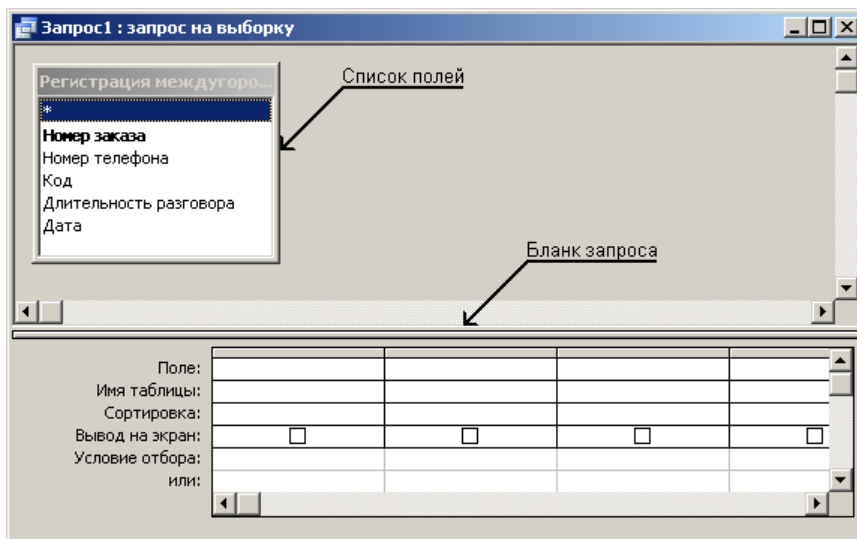 Запрос1 : запрос на выборку
Регистрация междугоро...
Список полей
*
Номер заказа
Номер телефона
Код
Длительность разговора
Дата
Бланк запроса
Поле:
Имя таблицы:
Сортировка:
Вывод на экран:
Условие отбора:
или: